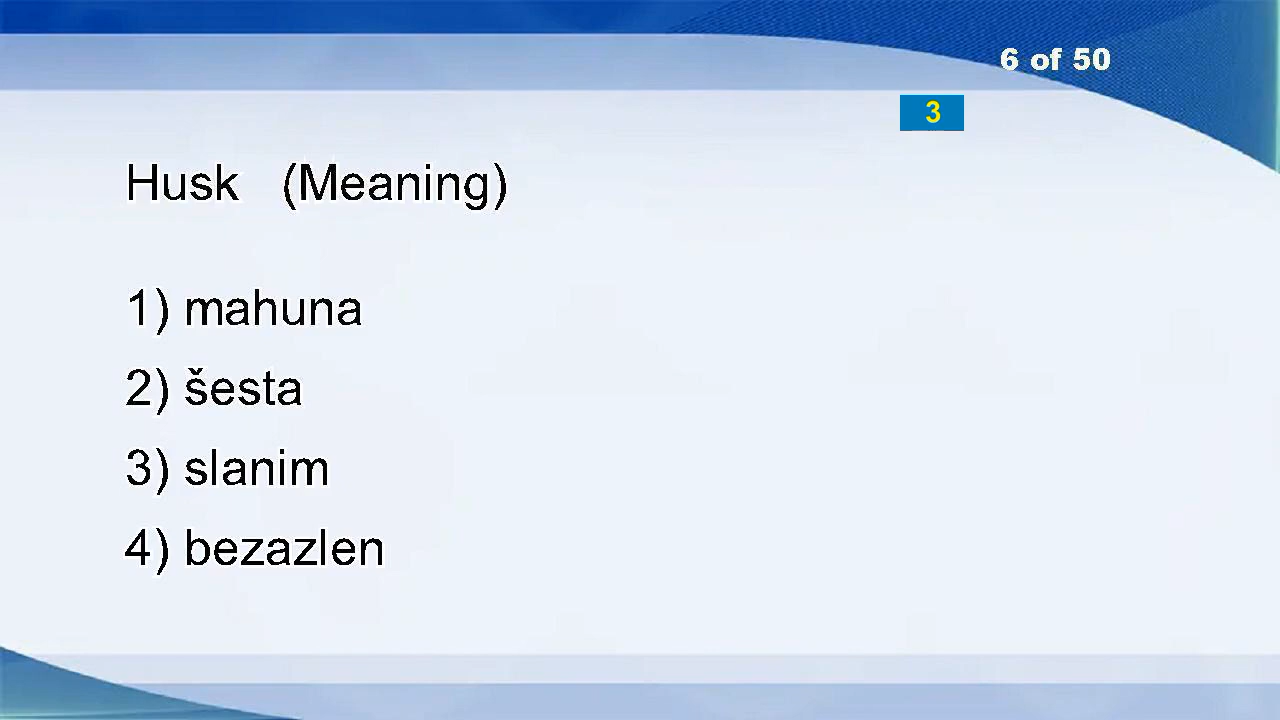 6 of 50
3
Husk (Meaning)
1) mahuna
2) šesta
3) slanim
4) bezazlen